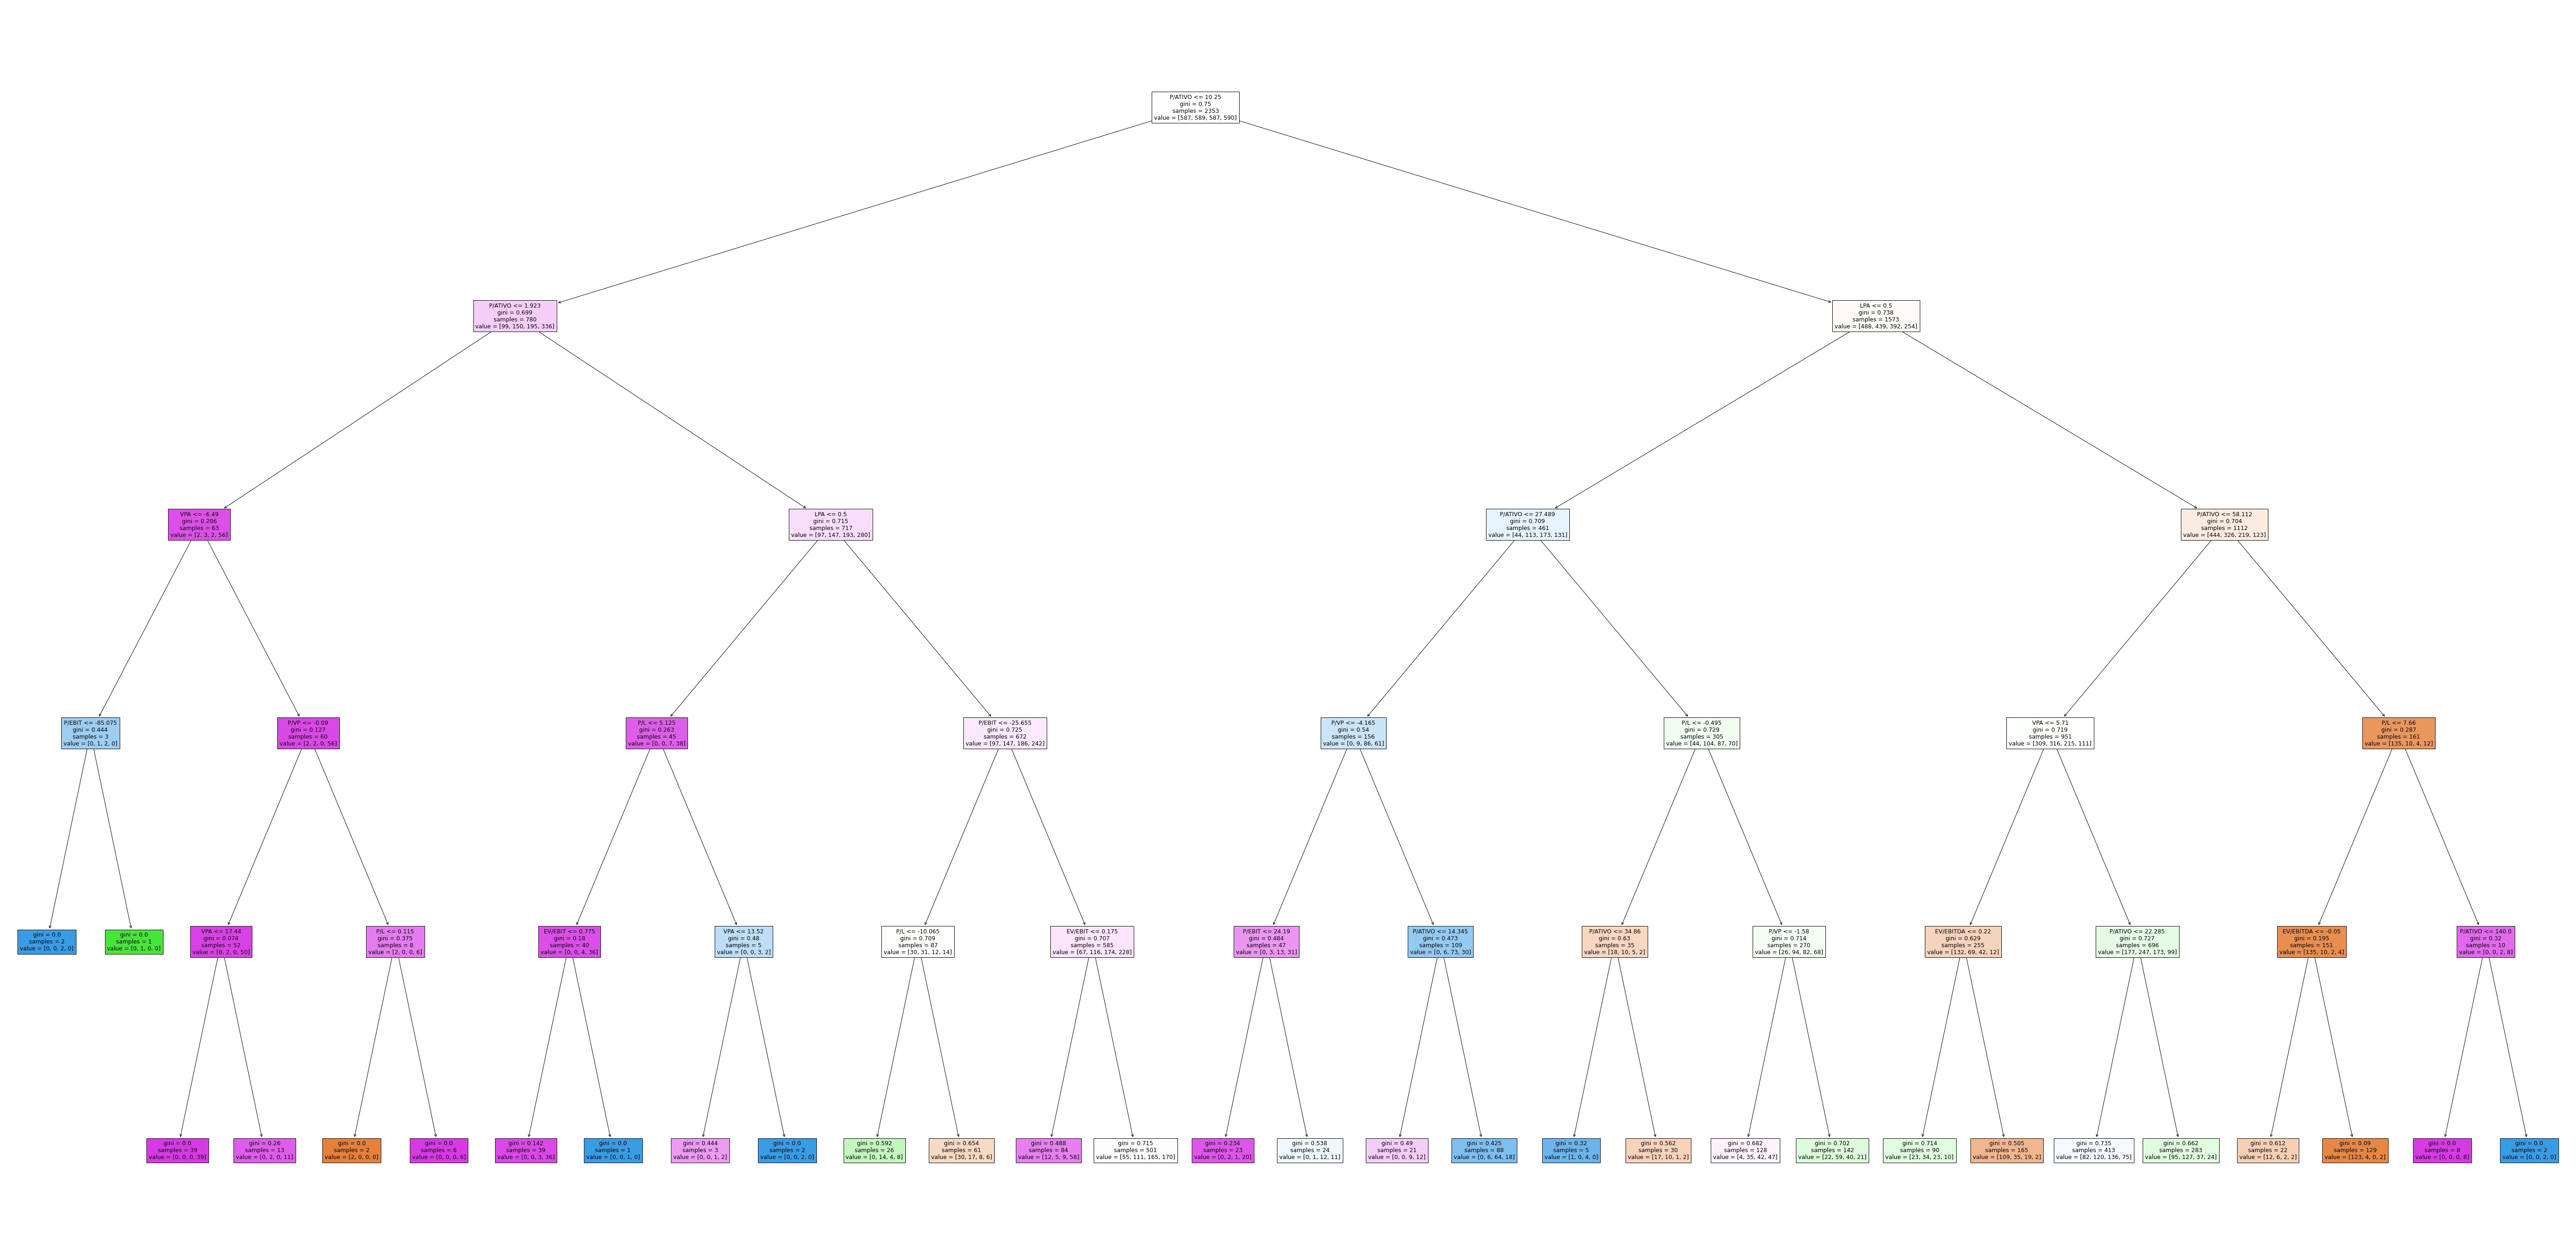 P/ATIVO <= 10.25
gini = 0.75
samples = 2353
value = [587, 589, 587, 590]
P/ATIVO <= 1.923
gini = 0.699
samples = 780
value = [99, 150, 195, 336]
LPA <= 0.5
gini = 0.738
samples = 1573
value = [488, 439, 392, 254]
VPA <= -6.49
gini = 0.206
samples = 63
value = [2, 3, 2, 56]
LPA <= 0.5
gini = 0.715
samples = 717
value = [97, 147, 193, 280]
P/ATIVO <= 27.489
gini = 0.709
samples = 461
value = [44, 113, 173, 131]
P/ATIVO <= 58.112
gini = 0.704
samples = 1112
value = [444, 326, 219, 123]
P/EBIT <= -85.075
gini = 0.444
samples = 3
value = [0, 1, 2, 0]
P/VP <= -0.09
gini = 0.127
samples = 60
value = [2, 2, 0, 56]
P/L <= 5.125
gini = 0.263
samples = 45
value = [0, 0, 7, 38]
P/EBIT <= -25.655
gini = 0.725
samples = 672
value = [97, 147, 186, 242]
P/VP <= -4.165
gini = 0.54
samples = 156
value = [0, 9, 86, 61]
P/L <= -0.495
gini = 0.729
samples = 305
value = [44, 104, 87, 70]
VPA <= 5.71
gini = 0.719
samples = 951
value = [309, 316, 215, 111]
P/L <= 7.66
gini = 0.287
samples = 161
value = [135, 10, 4, 12]
gini = 0.0
samples = 2
value = [0, 0, 2, 0]
gini = 0.0
samples = 1
value = [0, 1, 0, 0]
VPA <= 17.44
gini = 0.074
samples = 52
value = [0, 2, 0, 50]
P/L <= 0.115
gini = 0.375
samples = 8
value = [2, 0, 0, 6]
EV/EBIT <= 0.775
gini = 0.18
samples = 40
value = [0, 0, 4, 36]
VPA <= 13.52
gini = 0.48
samples = 5
value = [0, 0, 3, 2]
P/L <= -10.065
gini = 0.709
samples = 87
value = [30, 31, 12, 14]
EV/EBIT <= 0.175
gini = 0.707
samples = 585
value = [67, 116, 174, 228]
P/EBIT <= 24.19
gini = 0.484
samples = 47
value = [0, 3, 13, 31]
P/ATIVO <= 14.345
gini = 0.473
samples = 109
value = [0, 6, 73, 30]
P/ATIVO <= 34.86
gini = 0.63
samples = 35
value = [18, 10, 5, 2]
P/VP <= -1.58
gini = 0.714
samples = 270
value = [26, 94, 82, 68]
EV/EBITDA <= 0.22
gini = 0.629
samples = 255
value = [132, 69, 42, 12]
P/ATIVO <= 22.285
gini = 0.727
samples = 696
value = [177, 247, 173, 99]
EV/EBITDA <= -0.05
gini = 0.195
samples = 151
value = [135, 10, 2, 4]
P/ATIVO <= 140.0
gini = 0.32
samples = 10
value = [0, 0, 2, 8]
gini = 0.0
samples = 39
value = [0, 0, 0, 39]
gini = 0.26
samples = 13
value = [0, 2, 0, 11]
gini = 0.0
samples = 2
value = [2, 0, 0, 0]
gini = 0.0
samples = 6
value = [0, 0, 0, 6]
gini = 0.142
samples = 39
value = [0, 0, 3, 36]
gini = 0.0
samples = 1
value = [0, 0, 1, 0]
gini = 0.444
samples = 3
value = [0, 0, 1, 2]
gini = 0.0
samples = 2
value = [0, 0, 2, 0]
gini = 0.592
samples = 26
value = [0, 14, 4, 8]
gini = 0.654
samples = 61
value = [30, 17, 8, 6]
gini = 0.488
samples = 84
value = [12, 5, 9, 58]
gini = 0.715
samples = 501
value = [55, 111, 165, 170]
gini = 0.234
samples = 23
value = [0, 2, 1, 20]
gini = 0.538
samples = 24
value = [0, 1, 12, 11]
gini = 0.49
samples = 21
value = [0, 0, 9, 12]
gini = 0.425
samples = 88
value = [0, 6, 64, 18]
gini = 0.32
samples = 5
value = [1, 0, 4, 0]
gini = 0.562
samples = 30
value = [17, 10, 1, 2]
gini = 0.682
samples = 128
value = [4, 35, 42, 47]
gini = 0.702
samples = 142
value = [22, 59, 40, 21]
gini = 0.714
samples = 90
value = [23, 34, 23, 10]
gini = 0.505
samples = 165
value = [109, 35, 19, 2]
gini = 0.735
samples = 413
value = [82, 120, 136, 75]
gini = 0.662
samples = 283
value = [95, 127, 37, 24]
gini = 0.612
samples = 22
value = [12, 6, 2, 2]
gini = 0.09
samples = 129
value = [123, 4, 0, 2]
gini = 0.0
samples = 8
value = [0, 0, 0, 8]
gini = 0.0
samples = 2
value = [0, 0, 2, 0]